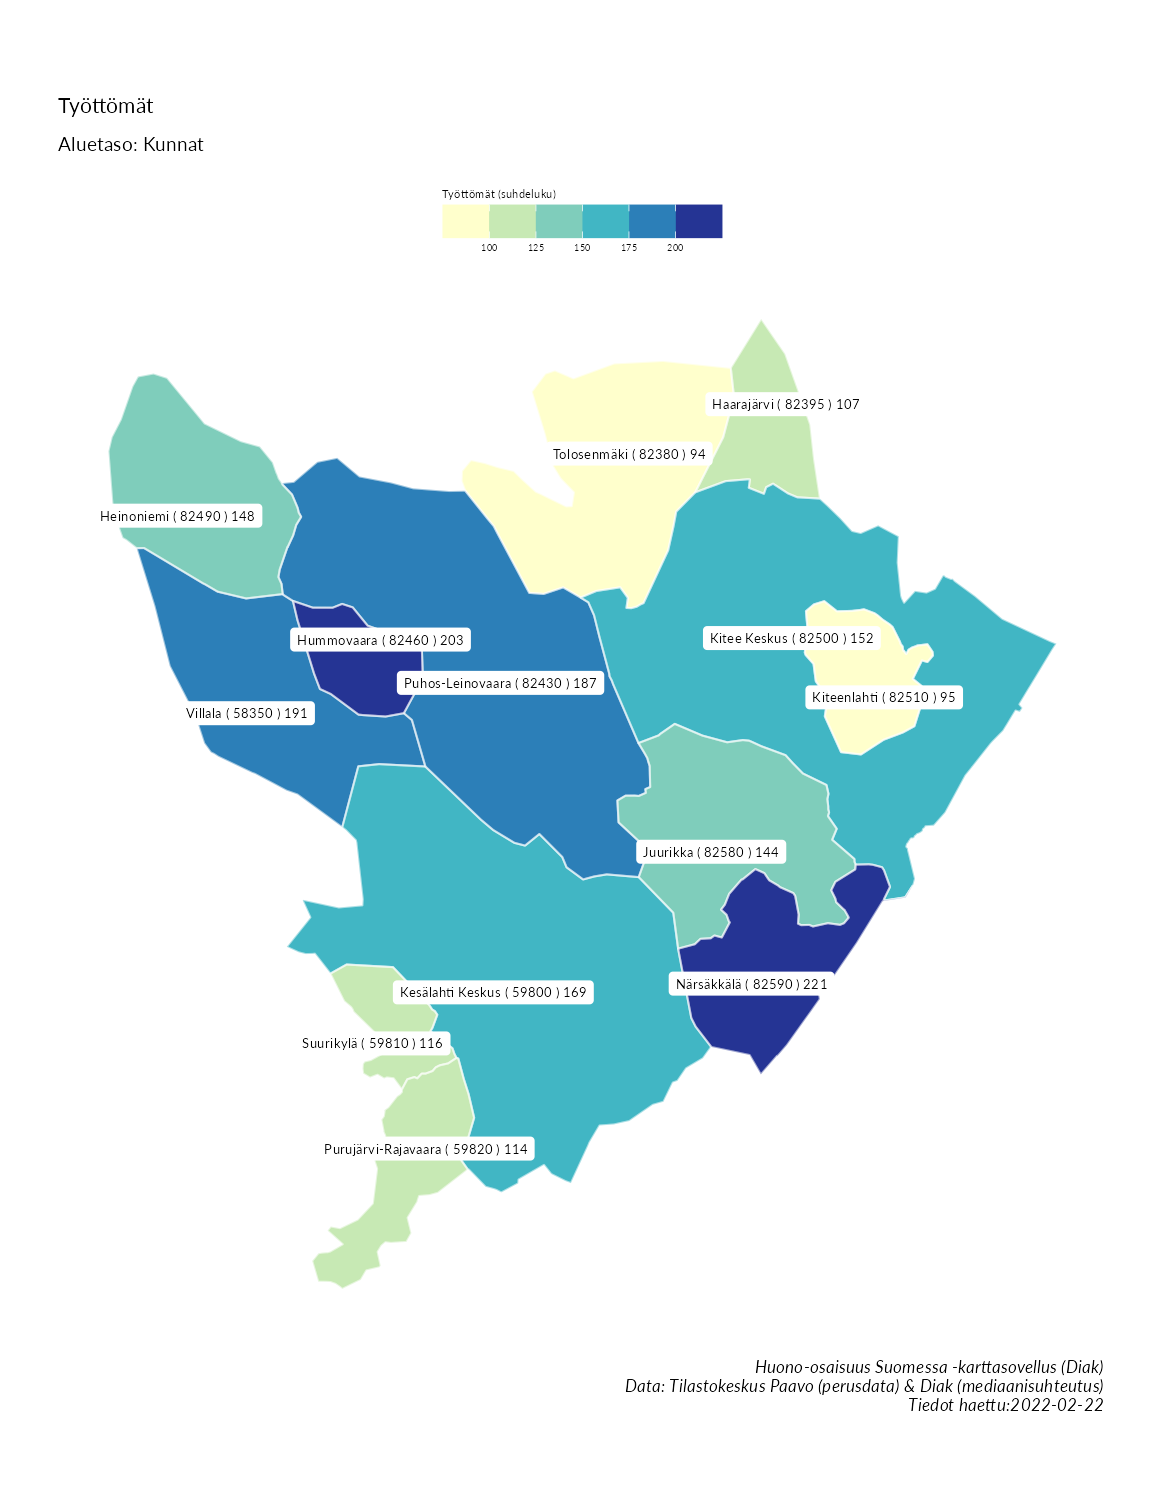 Työttömät
Aluetaso: Kunnat
Työttömät (suhdeluku)
100 125 150 175 200
Haarajärvi ( 82395 ) 107
Tolosenmäki ( 82380 ) 94
Heinoniemi ( 82490 ) 148
Kitee Keskus ( 82500 ) 152
Hummovaara ( 82460 ) 203
Puhos-Leinovaara ( 82430 ) 187
Kiteenlahti ( 82510 ) 95
Villala ( 58350 ) 191
Juurikka ( 82580 ) 144
Närsäkkälä ( 82590 ) 221
Kesälahti Keskus ( 59800 ) 169
Suurikylä ( 59810 ) 116
Purujärvi-Rajavaara ( 59820 ) 114
Huono-osaisuus Suomessa -karttasovellus (Diak)
Data: Tilastokeskus Paavo (perusdata) & Diak (mediaanisuhteutus)
Tiedot haettu:2022-02-22